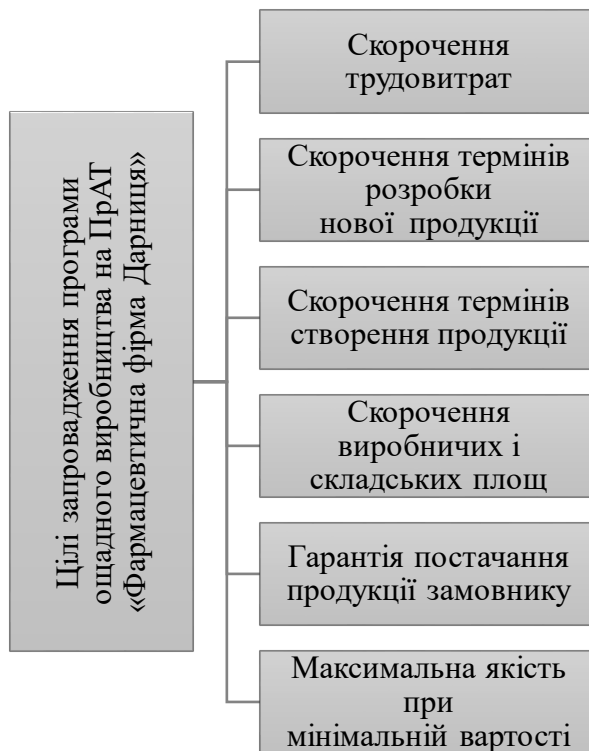 Цілі запровадження програми
ощадного виробництва на ПрАТ
«Фармацевтична фірма Дарниця»
Скорочення
трудовитрат
Скорочення термінів
розробки
нової продукції
Скорочення термінів
створення продукції
Скорочення
виробничих і
складських площ
Гарантія постачання
продукції замовнику
Максимальна якість
при
мінімальній вартості